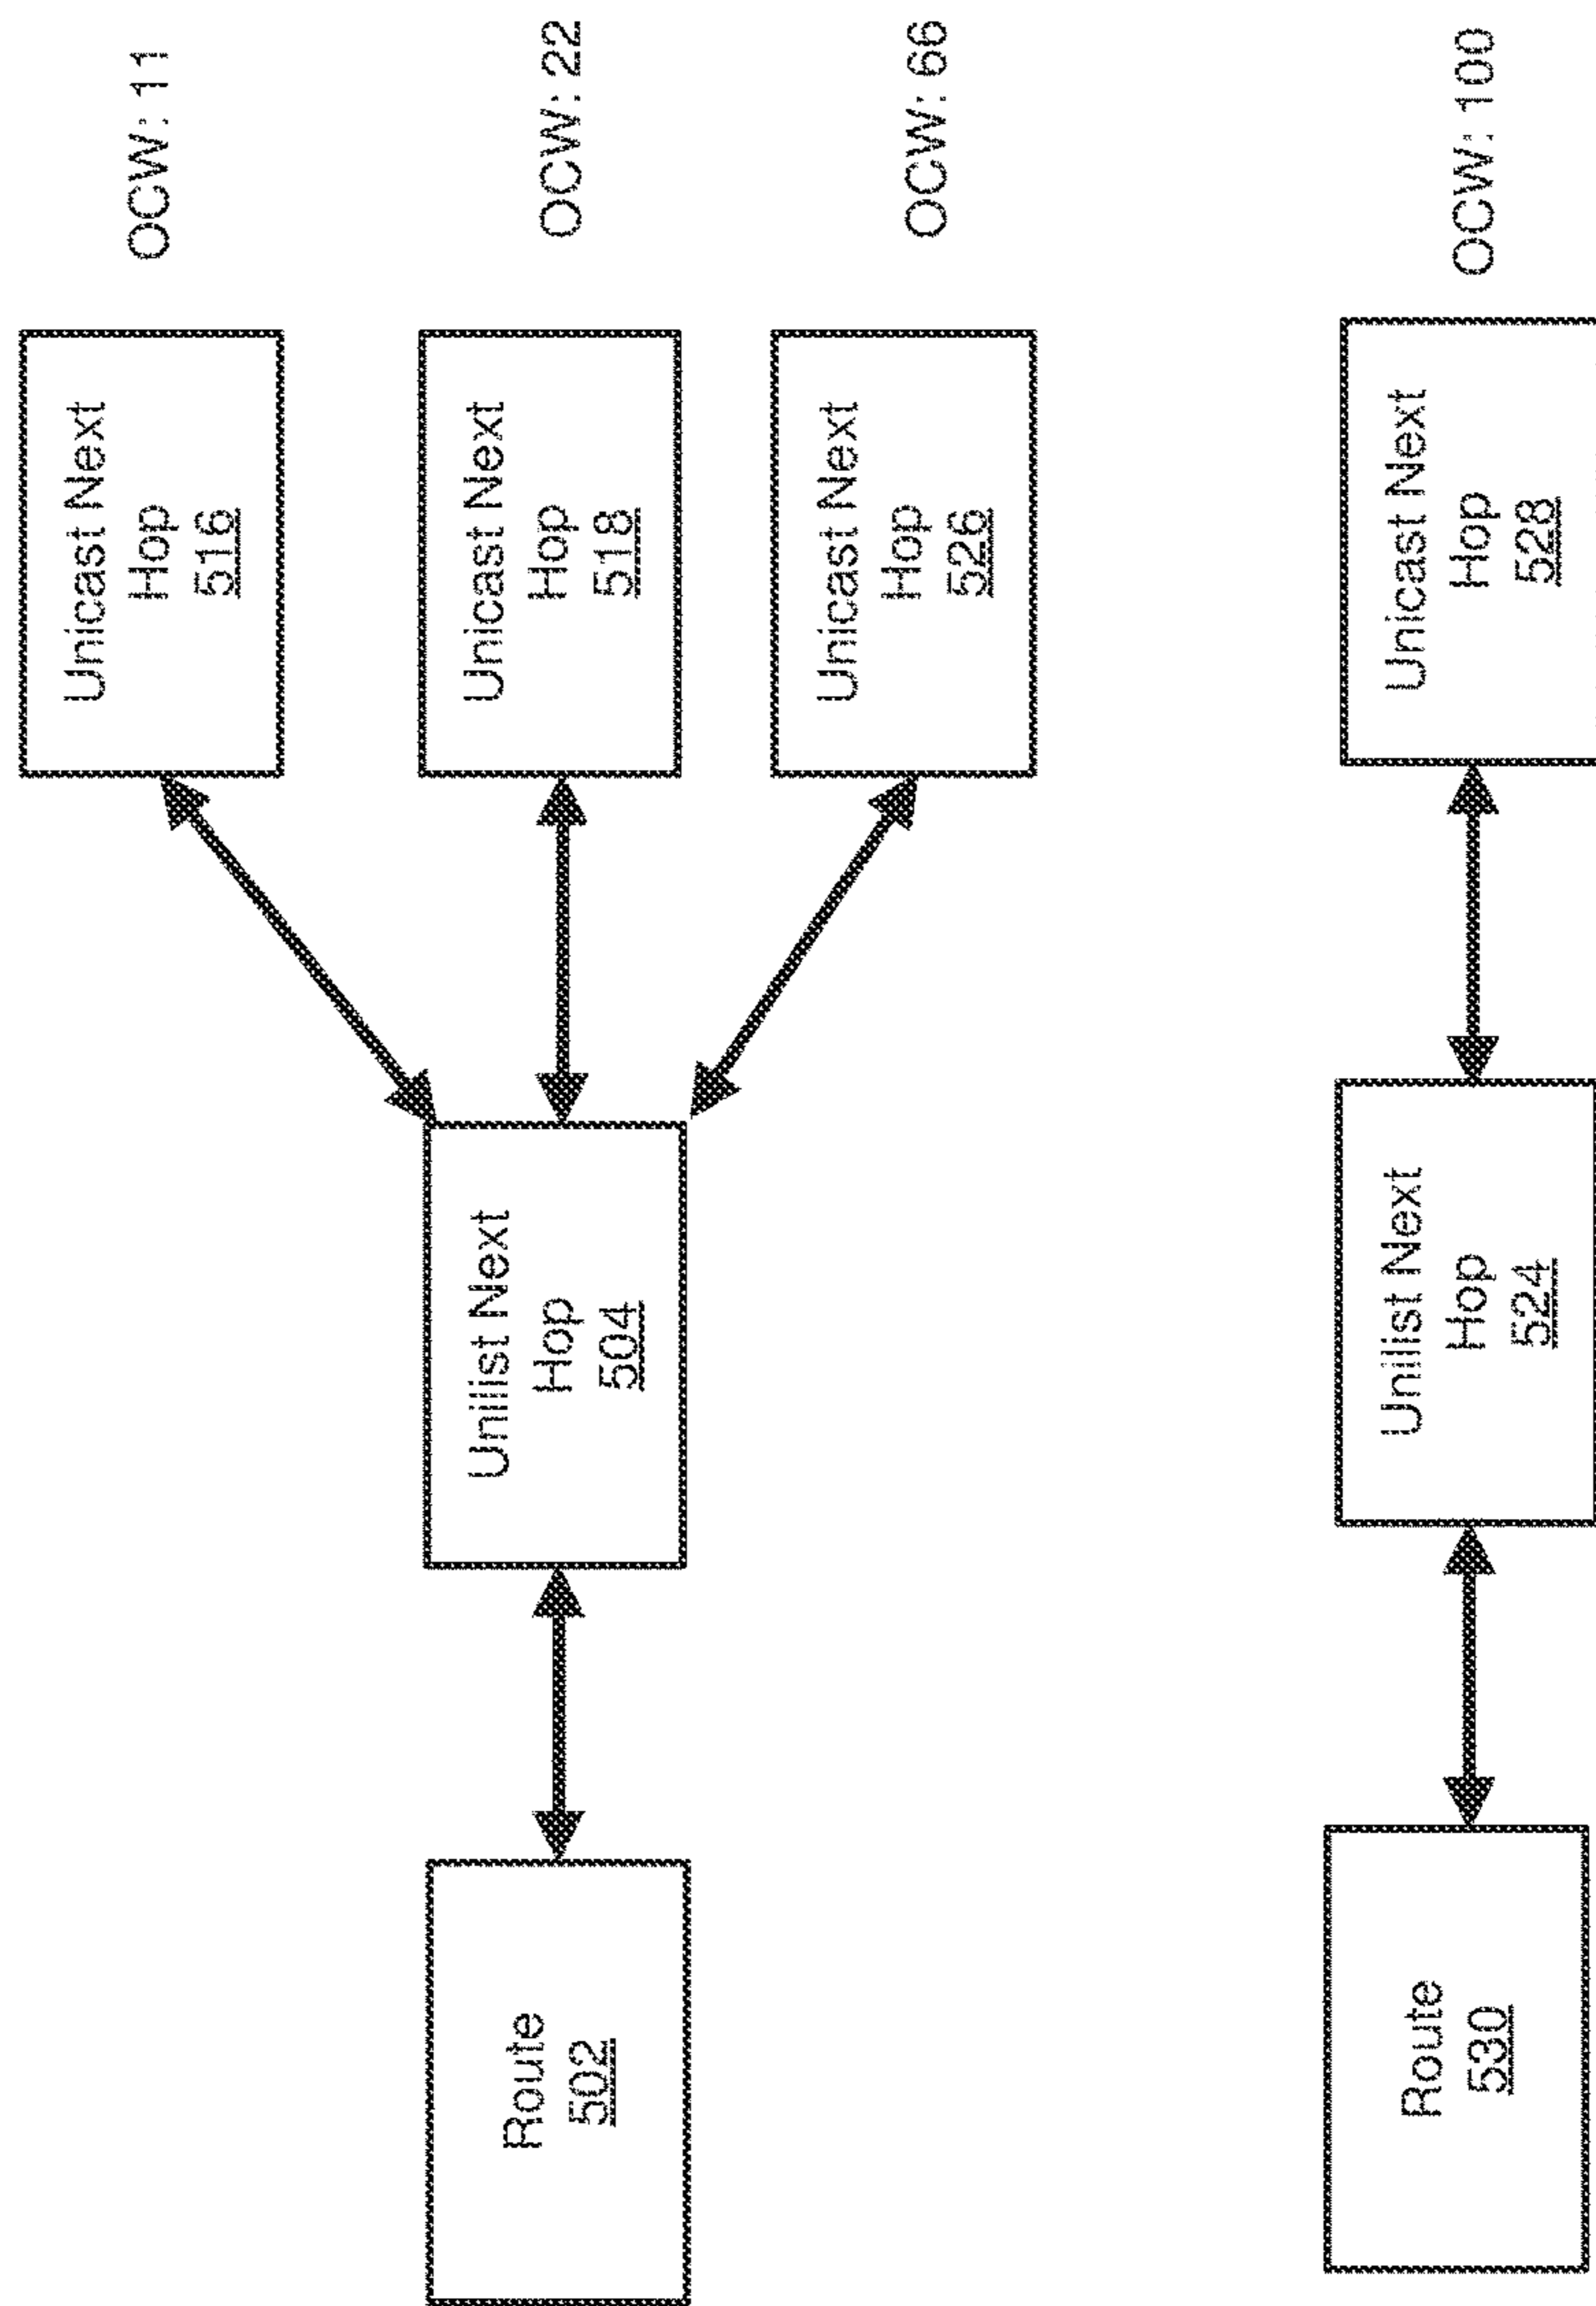 Route
502
Unilist Next
Hop
504
Unicast Next
Hop
516
OCW: 11
Unicast Next
Hop
518
OCW: 22
Unicast Next
Hop
526
OCW: 66
Route
530
Unilist Next
Hop
524
Unicast Next
Hop
528
OCW: 100